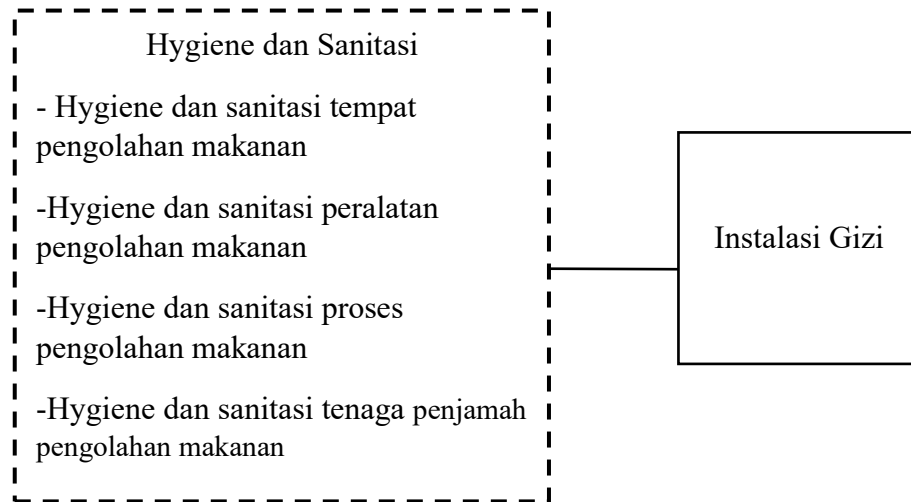 Hygiene dan Sanitasi
- Hygiene dan sanitasi tempat
pengolahan makanan
-Hygiene dan sanitasi peralatan
pengolahan makanan
-Hygiene dan sanitasi proses
pengolahan makanan
-Hygiene dan sanitasi tenaga penjamah
pengolahan makanan
Instalasi Gizi